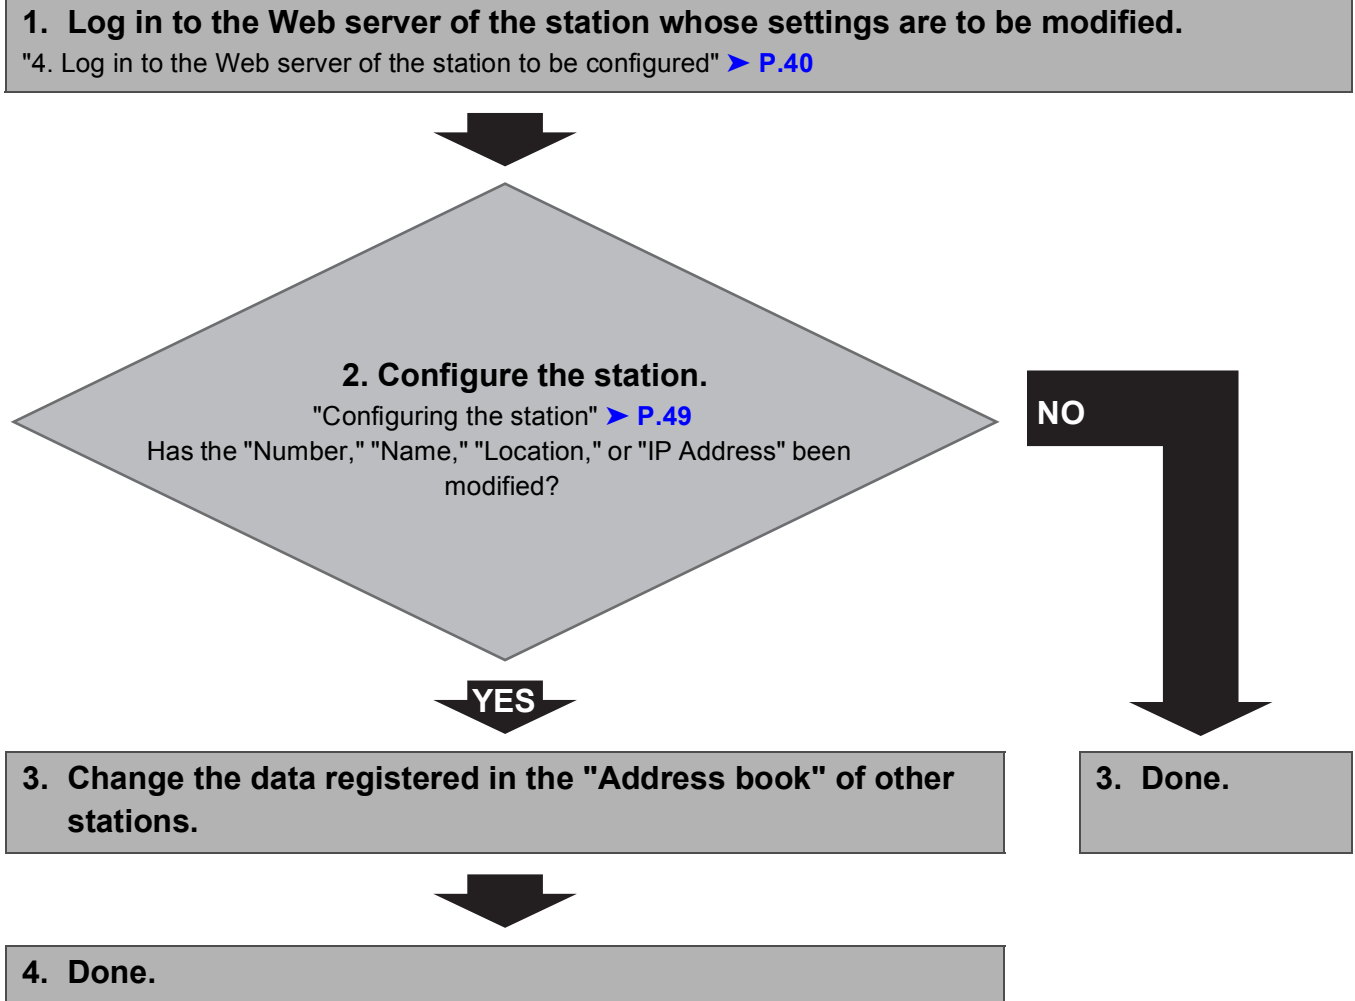 1. Log in to the Web server of the station whose settings are to be modified.
"4. Log in to the Web server of the station to be configured" ➤ P.40
2. Configure the station.
"Configuring the station" ➤ P.49
Has the "Number," "Name," "Location," or "IP Address" been
modified?
NO
YES
3. Change the data registered in the "Address book" of other
stations.
3. Done.
4. Done.